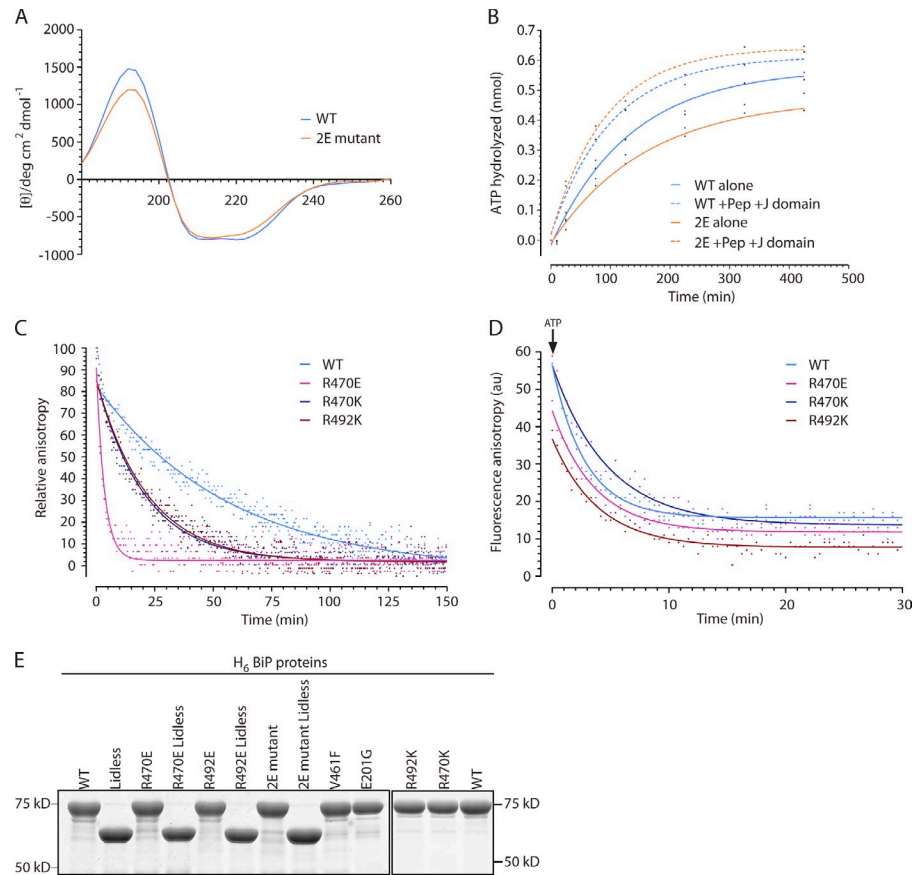 A
2000
1500
1000
500
0
-500
-1000
[θ]/deg cm2 dmol-1
200
220
240
260
WT
2E mutant
B
0.7
0.6
0.5
0.4
0.3
0.2
0.1
0.0
ATP hydrolyzed (nmol)
WT alone
WT +Pep +J domain
2E alone
2E +Pep +J domain
0
100
200
300
400
500
Time (min)
C
100
90
80
70
60
50
40
30
20
10
0
Relative anisotropy
WT
R470E
R470K
R492K
0
25
50
75
100
125
150
Time (min)
D
ATP
60
50
40
30
20
10
0
Fluorescence anisotropy (au)
WT
R470E
R470K
R492K
0
10
20
30
Time (min)
E
H6 BiP proteins
WT
Lidless
R470E
R470E Lidless
R492E
R492E Lidless
2E mutant
2E mutant Lidless
V461F
E201G
R492K
R470K
WT
75 kD
50 kD
75 kD
50 kD